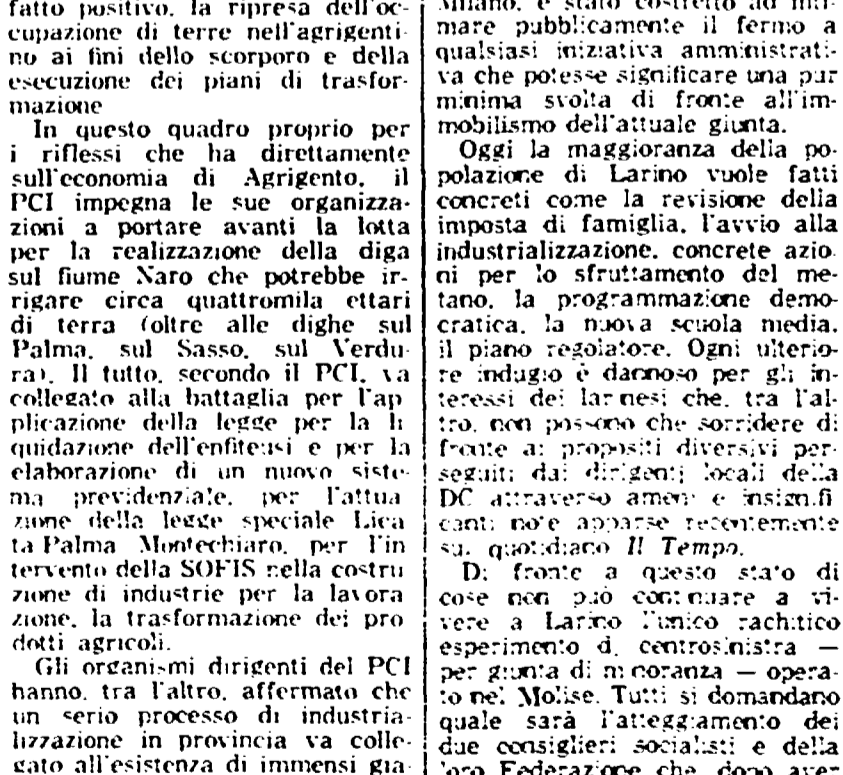 fatto positivo, la ripresa dell'oc-
cupazione di terre nell'agrigenti-
no ai fini dello scorporo e della
esecuzione dei piani di trasfor-
mazione
In questo quadro proprio per
i riflessi che ha direttamente
sull'economia di Agrigento, il
PCI impegna le sue organizza-
zioni a portare avanti la lotta
per la realizzazione della diga
sul fiume Naro che potrebbe ir-
rigare circa quattromila ettari
di terra (oltre alle dighe sul
Palma, sul Sasso, sul Verdu-
ra). Il tutto, secondo il PCI, va
collegato alla battaglia per l'ap
plicazione della legge per la li
quidazione dell'enfiteusi e per la
elaborazione di un nuovo siste-
ma previdenziale, per l'attua
zione della legge speciale Lica
ta-Palma Montechiaro, per l'in
tervento della SOFIS nella costru
zione di industrie per la lavora
zione, la trasformazione dei pro
dotti agricoli.
Gli organismi dirigenti del PCI
hanno, tra l'altro, affermato che
un serio processo di industria-
lizzazione in provincia va colle-
gato all'esistenza di immensi gia-
Milano, è stato costretto ad inti-
mare pubblicamente il fermo a
qualsiasi iniziativa amministrati-
va che potesse significare una pur
minima svolta di fronte all'im-
mobilismo dell'attuale giunta.
Oggi la maggioranza della po-
polazione di Larino vuole fatti
concreti come la revisione della
imposta di famiglia, l'avvio alla
industrializzazione, concrete azio-
ni per lo sfruttamento del me-
tano, la programmazione demo-
cratica, la nuova scuola media,
il piano regolatore. Ogni ulterio-
re indugio è dannoso per gli in-
teressi dei larinesi che, tra l'al-
tro, non possono che sorridere di
fronte ai propositi diversivi per-
seguiti dai dirigenti locali della
DC attraverso ameni e insignifi
canti note apparse recentemente
sul quotidiano Il Tempo.
Di fronte a questo stato di
cose non può continuare a vi-
vere a Larino l'unico rachitico
esperimento di centrosinistra —
per giunta di minoranza — opera-
to nel Molise. Tutti si domandano
quale sarà l'atteggiamento dei
due consiglieri socialisti e della
loro Federazione che, dopo aver